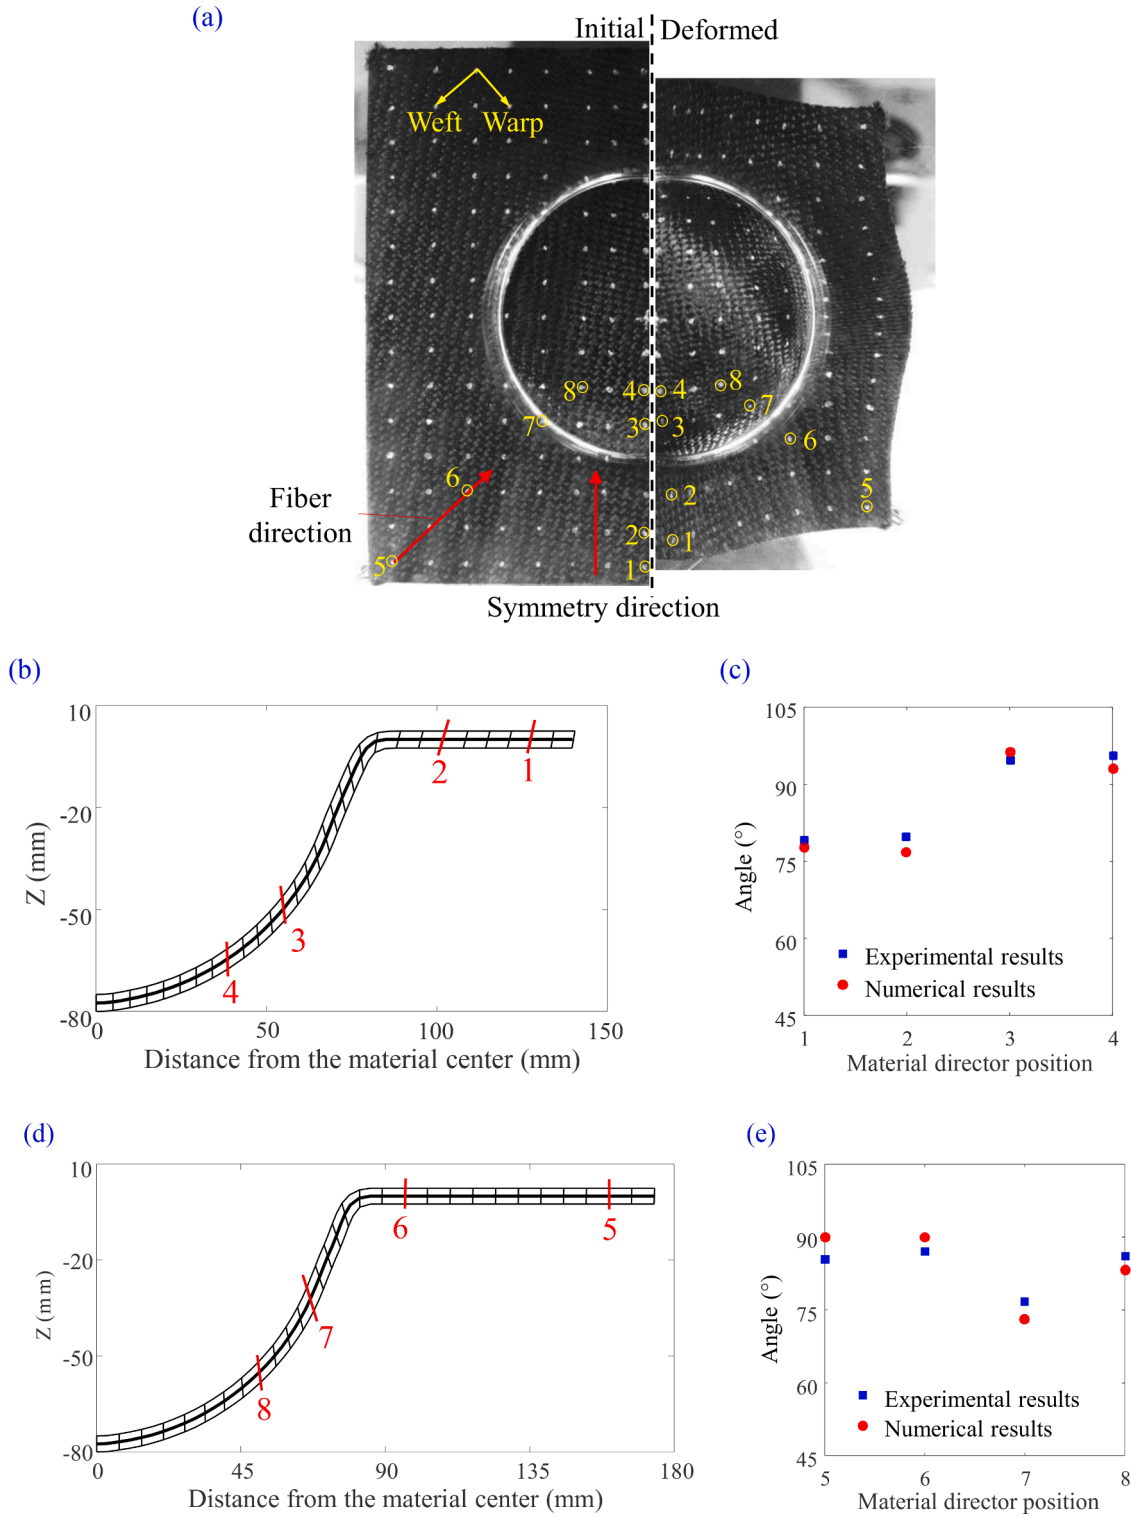 (a)
Initial
Deformed
Weft
Warp
8
4
4
8
7
3
3
7
6
6
5
2
2
1
1
5
Fiber
direction
Symmetry direction
(b)
10
-20
-50
-80
Z (mm)
1
2
3
4
0
50
100
150
Distance from the material center (mm)
(c)
105
90
75
60
45
Angle (°)
Experimental results
Numerical results
1
2
3
4
Material director position
(d)
10
-20
-50
-80
Z (mm)
5
6
7
8
0
45
90
135
180
Distance from the material center (mm)
(e)
105
90
75
60
45
Angle (°)
Experimental results
Numerical results
5
6
7
8
Material director position